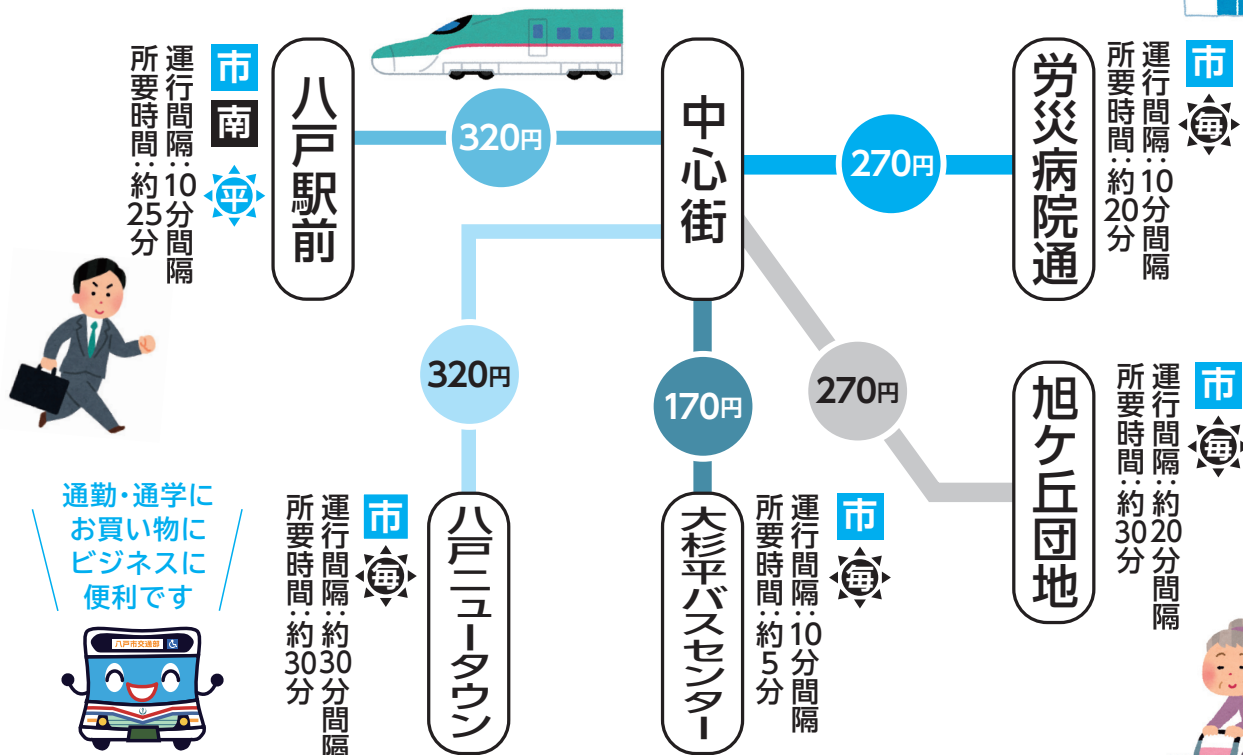 市
南
平
運行間隔:10分間隔
所要時間:約25分
八戸駅前
320円
中心街
270円
労災病院通
市
毎
運行間隔:10分間隔
所要時間:約20分
320円
170円
270円
旭ケ丘団地
市
毎
運行間隔:約20分間隔
所要時間:約30分
通勤・通学に
お買い物に
ビジネスに
便利です
八戸市交通部
市
毎
運行間隔:約30分間隔
所要時間:約30分
八戸ニュータウン
大杉平バスセンター
市
毎
運行間隔:10分間隔
所要時間:約5分